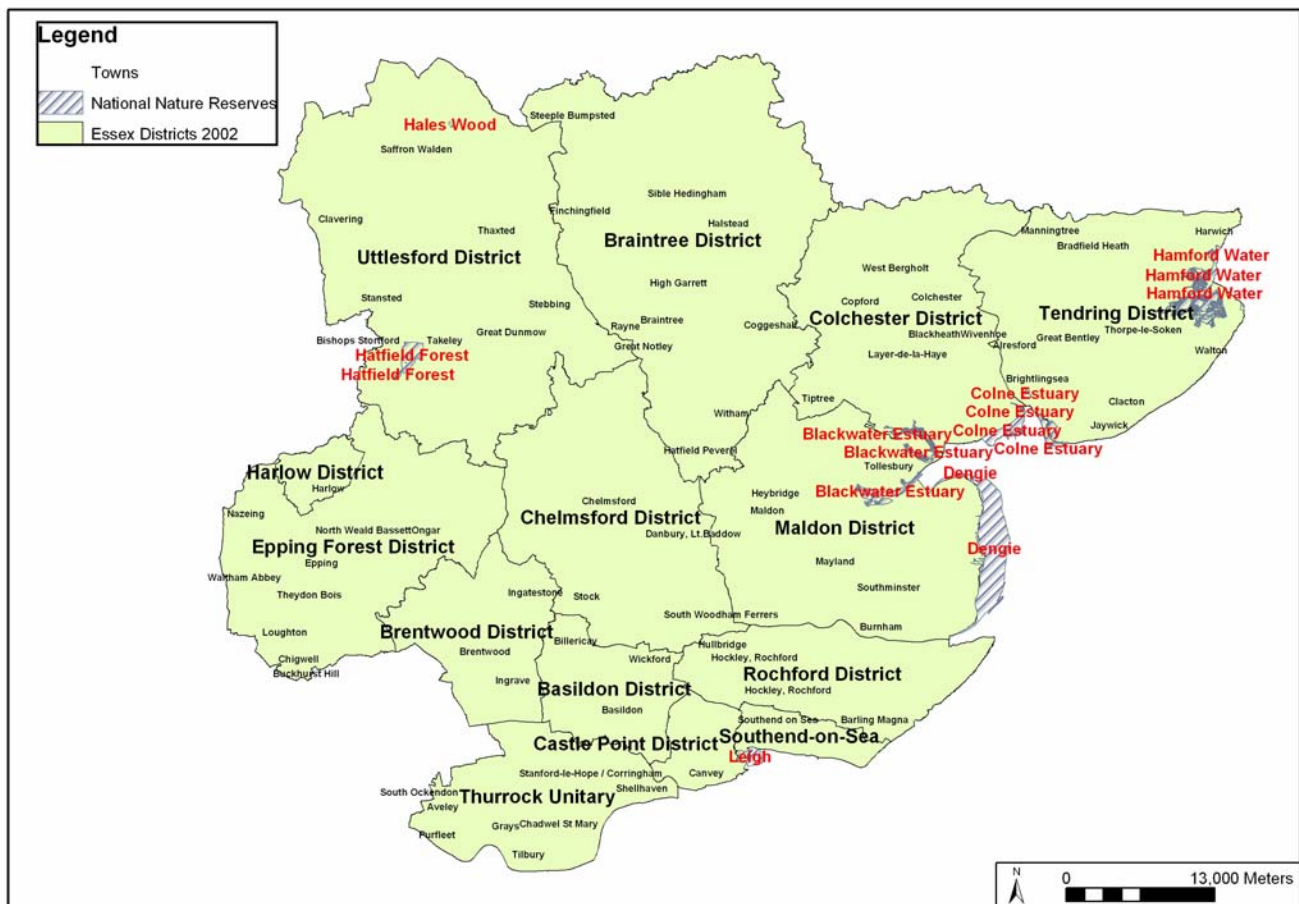 Legend
Towns
National Nature Reserves
Essex Districts 2002
Hales Wood
Steeple Bumpsted
Saffron Walden
Sible Hedingham
Finchingfield
Clavering
Halstead
Thaxted
Braintree District
Uttlesford District
Manningtree
Harwich
Bradfield Heath
Hamford Water
Hamford Water
Hamford Water
West Bergholt
High Garrett
Stansted
Stebbing
Copford
Colchester
Colchester District
Tendring District
Rayne
Braintree
Coggeshall
Great Dunmow
Thorpe-le-Soken
Bishops Stortford
Takeley
Great Notley
BlackheathWivenhoe
Alresford
Great Bentley
Hatfield Forest
Hatfield Forest
Layer-de-la-Haye
Walton
Brightlingsea
Colne Estuary
Tiptree
Clacton
Witham
Colne Estuary
Jaywick
Blackwater Estuary
Colne Estuary
Hatfield Peverel
Blackwater Estuary
Colne Estuary
Tollesbury
Dengie
Harlow District
Harlow
Blackwater Estuary
Heybridge
Chelmsford
Nazeing
Maldon
Chelmsford District
Maldon District
North Weald BassettOngar
Danbury, Lt.Baddow
Epping Forest District
Dengie
Epping
Mayland
Waltham Abbey
Southminster
Theydon Bois
Ingatestone
Stock
South Woodham Ferrers
Burnham
Loughton
Brentwood District
Billericay
Hullbridge
Brentwood
Chigwell
Wickford
Hockley, Rochford
Buckhurst Hill
Rochford District
Ingrave
Basildon District
Hockley, Rochford
Basildon
Southend on Sea
Barling Magna
Castle Point District
Southend-on-Sea
Leigh
Stanford-le-Hope / Corringham
Canvey
South Ockendon
Thurrock Unitary
Shellhaven
Aveley
Grays
Chadwel St Mary
Purfleet
Tilbury
N
0
13,000 Meters